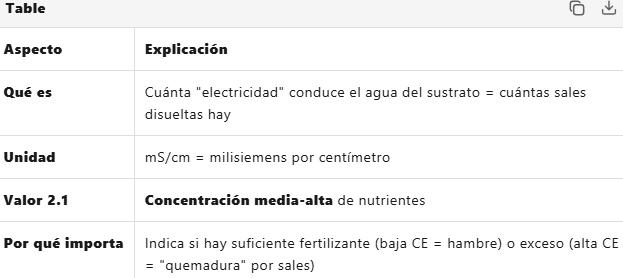 Table
Aspecto Explicación
Qué es Cuánta "electricidad" conduce el agua del sustrato = cuántas sales
disueltas hay
Unidad mS/cm = milisiemens por centímetro
Valor 2.1 Concentración media-alta de nutrientes
Por qué importa Indica si hay suficiente fertilizante (baja CE = hambre) o exceso (alta CE
= "quemadura" por sales)